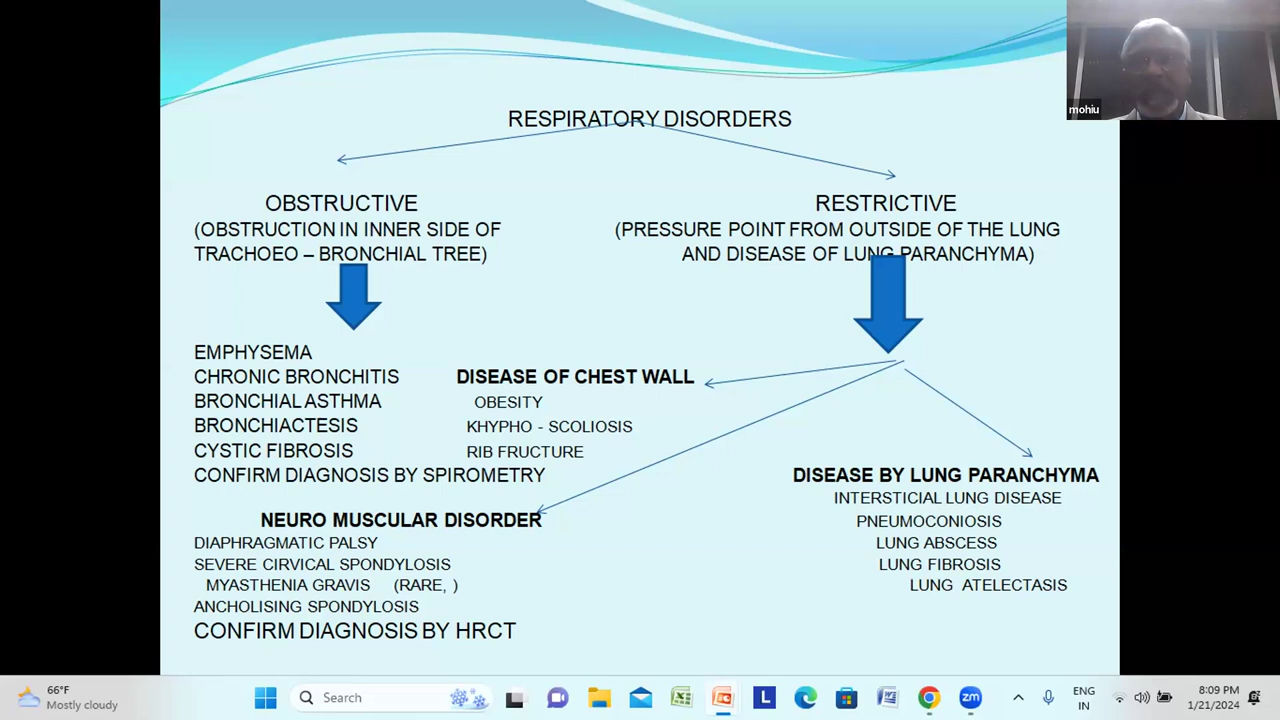 mohiu
RESPIRATORY DISORDERS
OBSTRUCTIVE
(OBSTRUCTION IN INNER SIDE OF
TRACHOEO – BRONCHIAL TREE)
RESTRICTIVE
(PRESSURE POINT FROM OUTSIDE OF THE LUNG
AND DISEASE OF LUNG PARANCHYMA)
EMPHYSEMA
CHRONIC BRONCHITIS
BRONCHIAL ASTHMA
BRONCHIACTESIS
CYSTIC FIBROSIS
CONFIRM DIAGNOSIS BY SPIROMETRY
DISEASE OF CHEST WALL
OBESITY
KHYPHO - SCOLIOSIS
RIB FRUCTURE
DISEASE BY LUNG PARANCHYMA
INTERSTICIAL LUNG DISEASE
PNEUMOCONIOSIS
LUNG ABSCESS
LUNG FIBROSIS
LUNG ATELECTASIS
NEURO MUSCULAR DISORDER
DIAPHRAGMATIC PALSY
SEVERE CIRVICAL SPONDYLOSIS
MYASTHENIA GRAVIS (RARE, )
ANCHOLISING SPONDYLOSIS
CONFIRM DIAGNOSIS BY HRCT
66°F
Mostly cloudy
Search
L
zm
ENG
IN
8:09 PM
1/21/2024